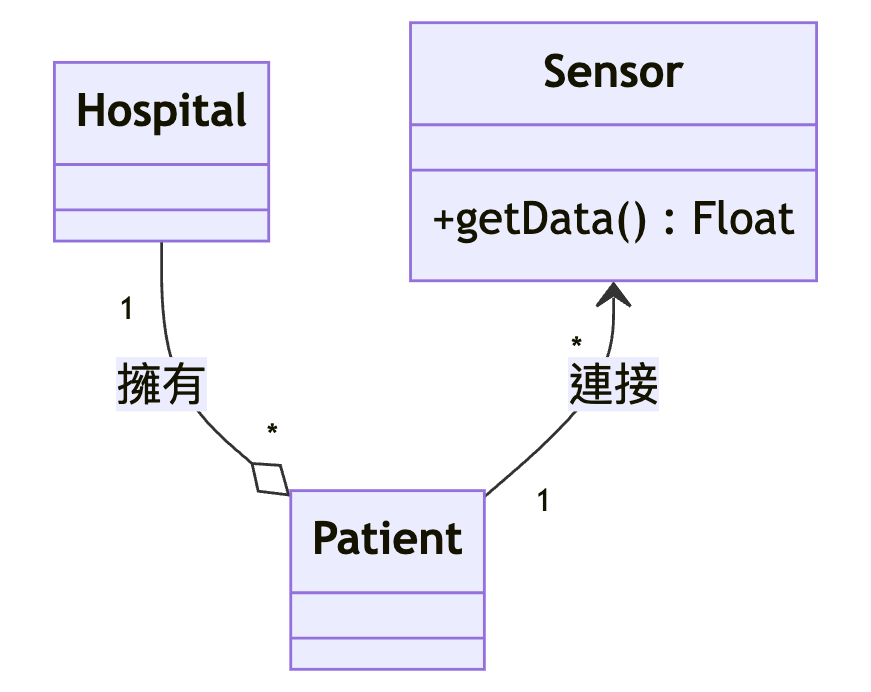 Hospital
Sensor
+getData() : Float
1
擁有
*
*
連接
1
Patient